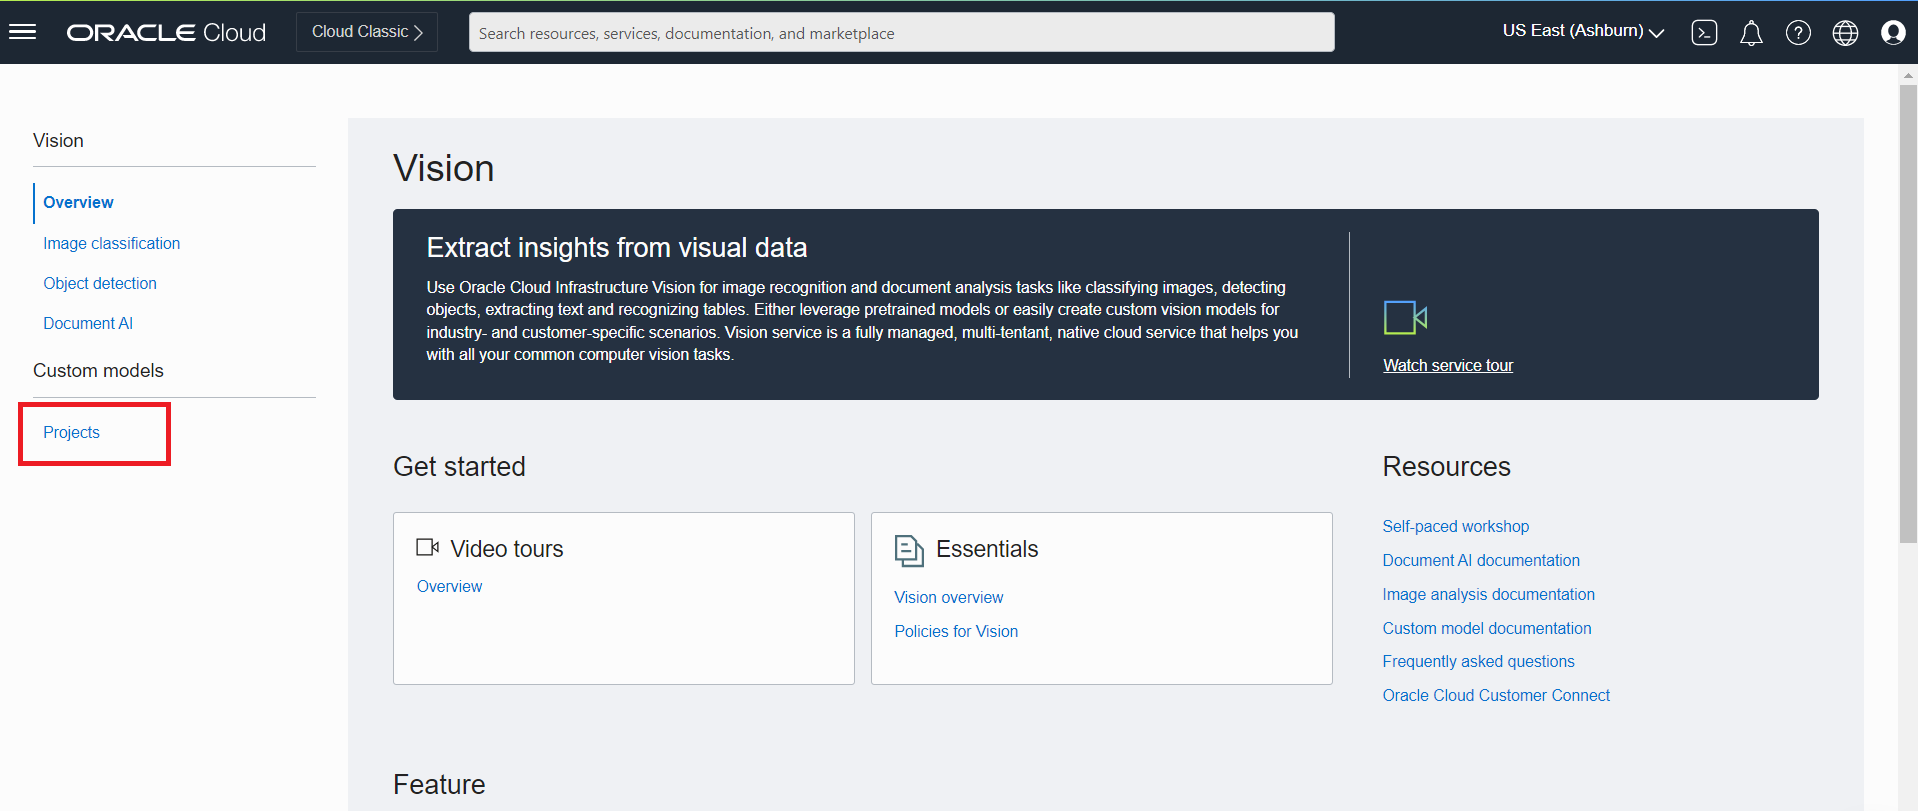 ORACLE Cloud
Cloud Classic
Search resources, services, documentation, and marketplace
US East (Ashburn)
Vision
Overview
Image classification
Object detection
Document AI
Custom models
Projects
Vision
Extract insights from visual data
Use Oracle Cloud Infrastructure Vision for image recognition and document analysis tasks like classifying images, detecting
objects, extracting text and recognizing tables. Either leverage pretrained models or easily create custom vision models for
industry- and customer-specific scenarios. Vision service is a fully managed, multi-tentant, native cloud service that helps you
with all your common computer vision tasks.
Watch service tour
Get started
Video tours
Overview
Essentials
Vision overview
Policies for Vision
Resources
Self-paced workshop
Document AI documentation
Image analysis documentation
Custom model documentation
Frequently asked questions
Oracle Cloud Customer Connect
Feature